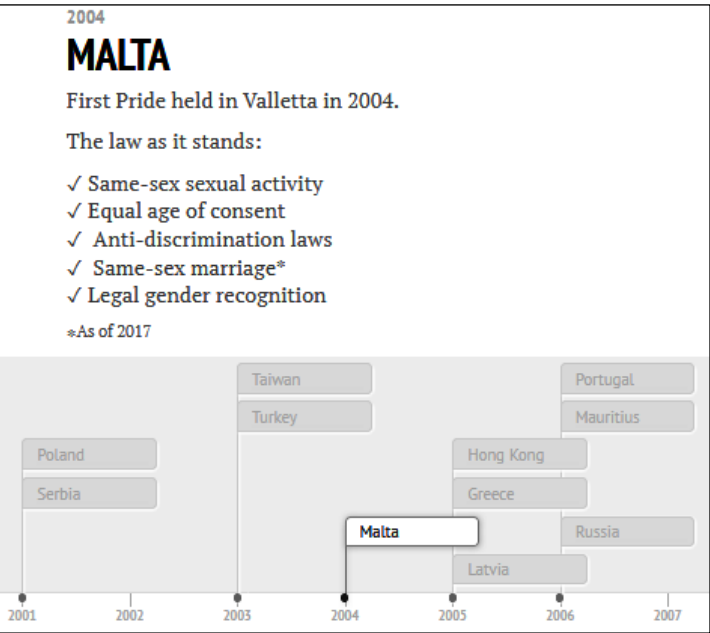 2004
MALTA
First Pride held in Valletta in 2004.
The law as it stands:
✓ Same-sex sexual activity
✓ Equal age of consent
✓ Anti-discrimination laws
✓ Same-sex marriage*
✓ Legal gender recognition
*As of 2017
Taiwan
Portugal
Turkey
Mauritius
Poland
Hong Kong
Serbia
Greece
Malta
Russia
Latvia
2001 2002 2003 2004 2005 2006 2007